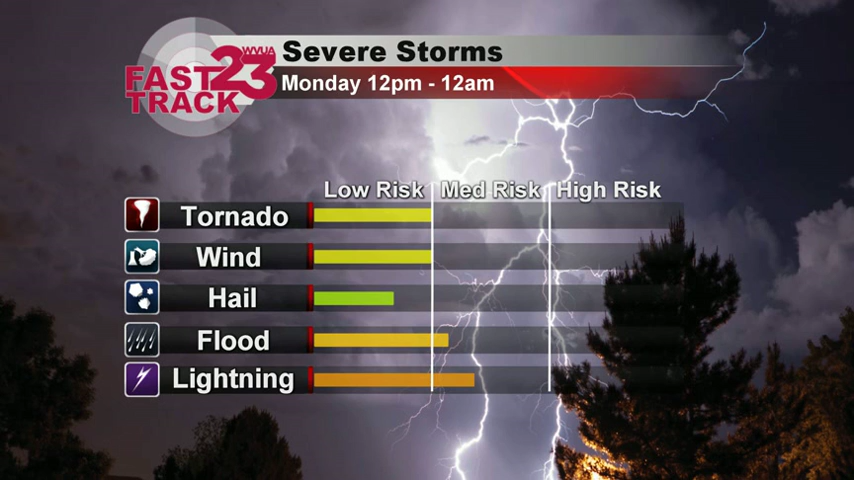 WVUA
23
FAST
TRACK
Severe Storms
Monday 12pm - 12am
Low Risk Med Risk High Risk
Tornado
Wind
Hail
Flood
Lightning